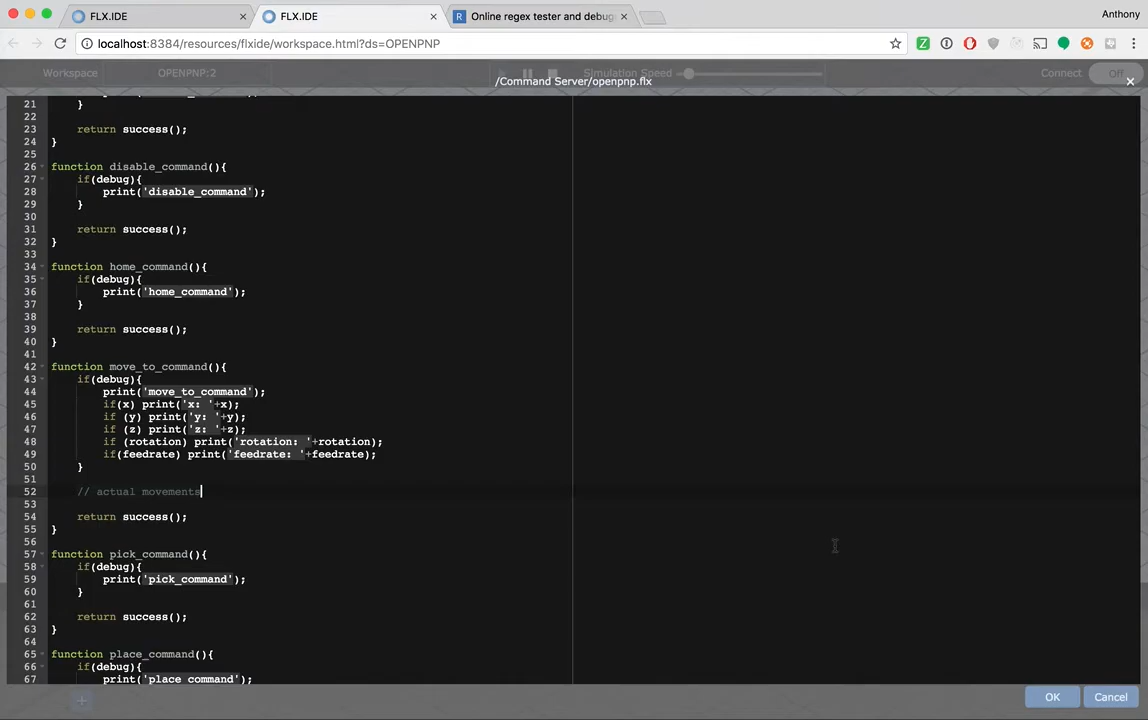 FLX.IDE
FLX.IDE
Online regex tester and debug
Anthony
localhost:8384/resources/flxide/workspace.html?ds=OPENPNP
Workspace
OPENPNP:2
Simulation Speed
Connect
Off
/Command Server/openpnp.flx
21 }
22
23 return success();
24 }
25
26 function disable_command(){
27 if(debug){
28 print('disable_command');
29 }
30
31 return success();
32 }
33
34 function home_command(){
35 if(debug){
36 print('home_command');
37 }
38
39 return success();
40 }
41
42 function move_to_command(){
43 if(debug){
44 print('move_to_command');
45 if(x) print('x: '+x);
46 if (y) print('y: '+y);
47 if (z) print('z: '+z);
48 if (rotation) print('rotation: '+rotation);
49 if(feedrate) print('feedrate: '+feedrate);
50 }
51
52 // actual movements
53
54 return success();
55 }
56
57 function pick_command(){
58 if(debug){
59 print('pick_command');
60 }
61
62 return success();
63 }
64
65 function place_command(){
66 if(debug){
67 print('place_command');
OK
Cancel